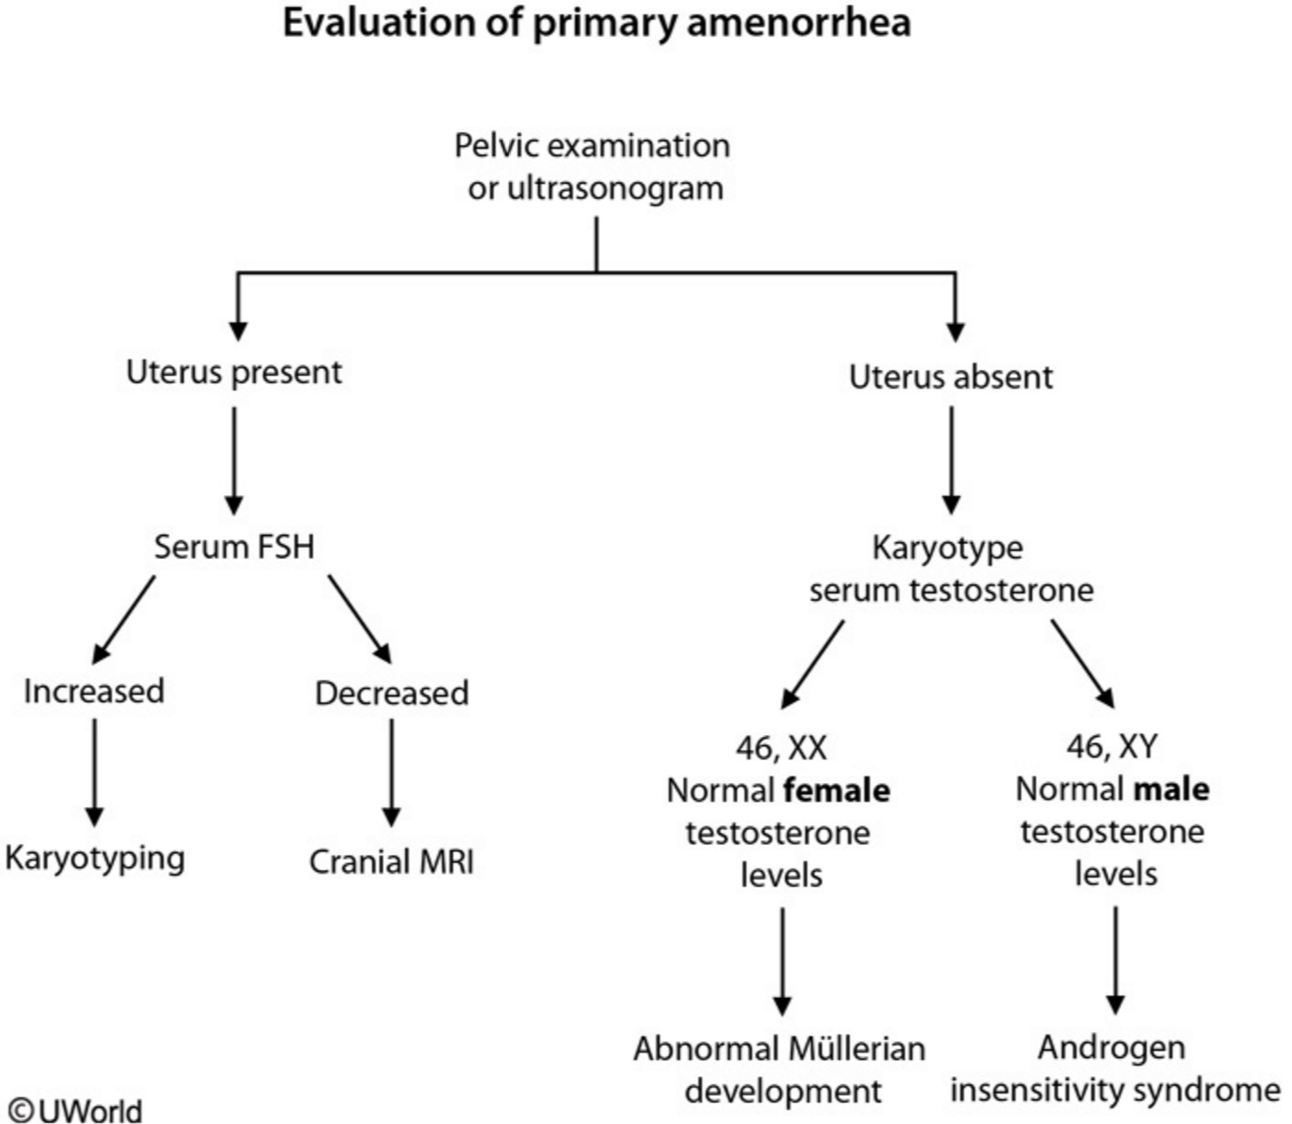 Evaluation of primary amenorrhea
Pelvic examination
or ultrasonogram
Uterus present
Uterus absent
Serum FSH
Karyotype
serum testosterone
Increased
Decreased
Karyotyping
Cranial MRI
46, XX
Normal female
testosterone
levels
46, XY
Normal male
testosterone
levels
Abnormal Müllerian
development
Androgen
insensitivity syndrome
©UWorld